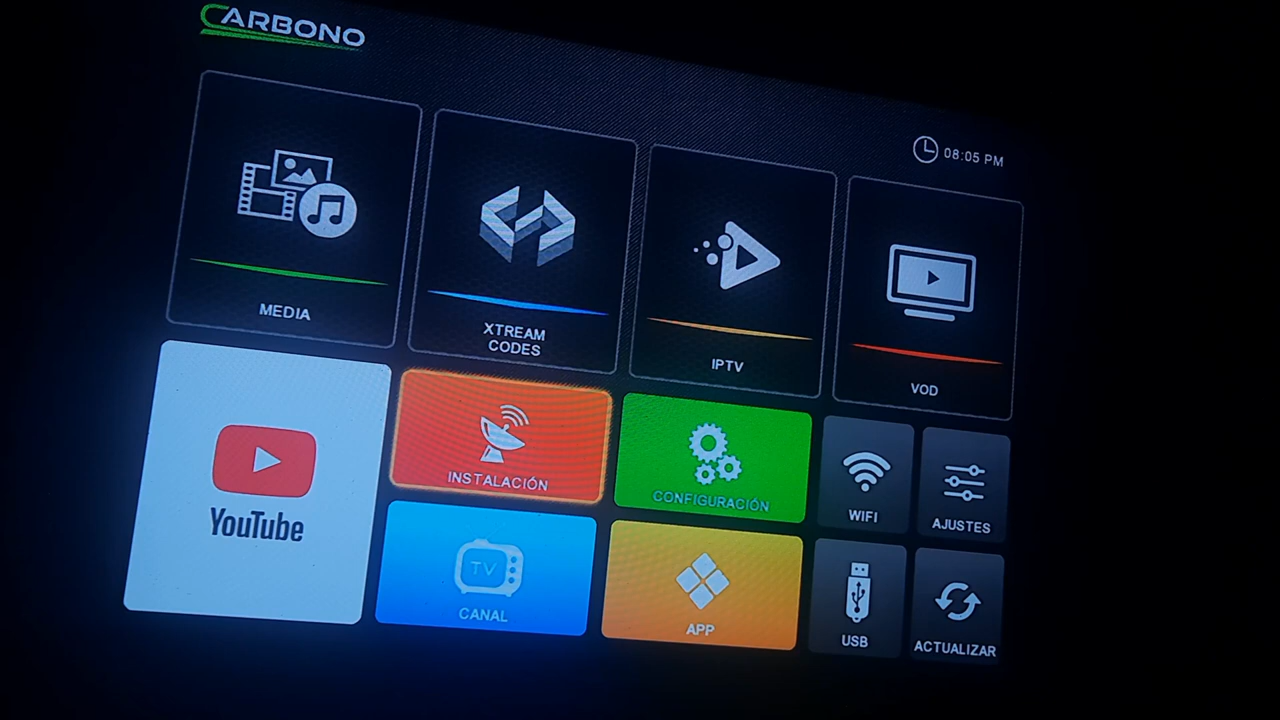 CARBONO
08:05 PM
MEDIA
XTREAM
CODES
IPTV
VOD
YouTube
INSTALACIÓN
CONFIGURACIÓN
WIFI
AJUSTES
TV
CANAL
APP
USB
ACTUALIZAR